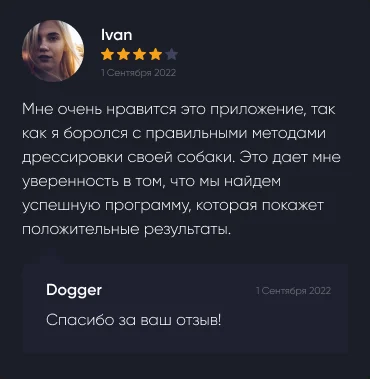 Ivan
1 Сентября 2022
Мне очень нравится это приложение, так
как я боролся с правильными методами
дрессировки своей собаки. Это дает мне
уверенность в том, что мы найдем
успешную программу, которая покажет
положительные результаты.
Dogger
1 Сентября 2022
Спасибо за ваш отзыв!